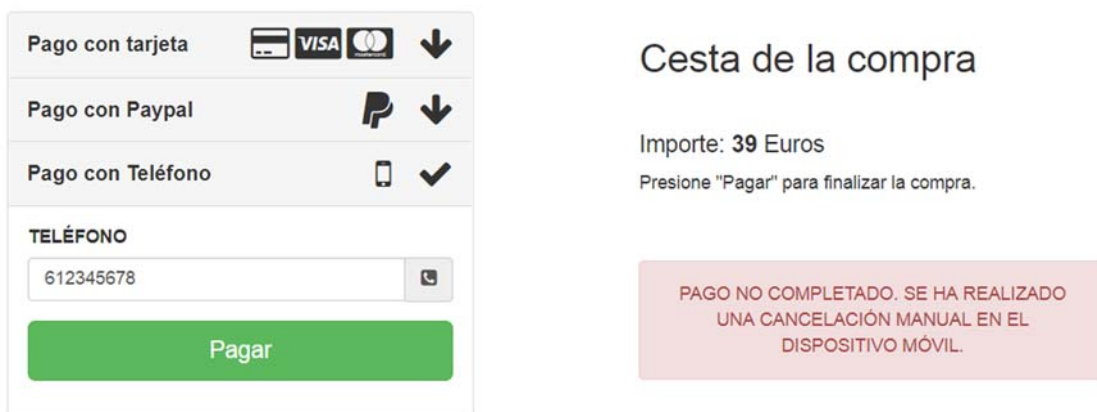 Pago con tarjeta
VISA
mastercard
Pago con Paypal
Pago con Teléfono
TELÉFONO
612345678
Pagar
Cesta de la compra
Importe: 39 Euros
Presione "Pagar" para finalizar la compra.
PAGO NO COMPLETADO. SE HA REALIZADO
UNA CANCELACIÓN MANUAL EN EL
DISPOSITIVO MÓVIL.